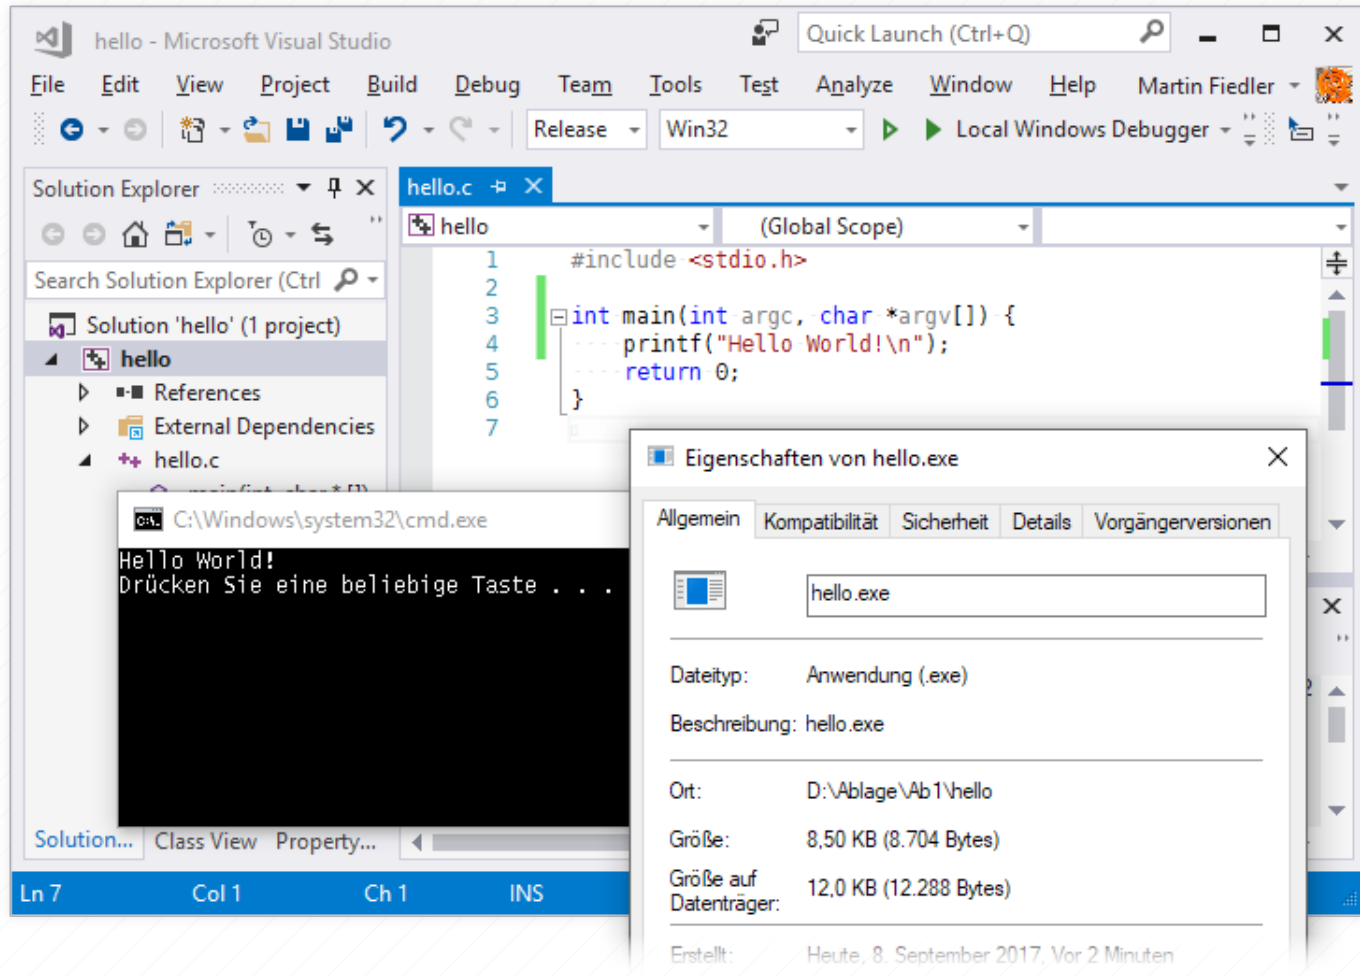 hello - Microsoft Visual Studio
Quick Launch (Ctrl+Q)
File Edit View Project Build Debug Team Tools Test Analyze Window Help Martin Fiedler
Release Win32 Local Windows Debugger
Solution Explorer
hello.c
hello (Global Scope)
Search Solution Explorer (Ctrl
Solution 'hello' (1 project)
hello
References
External Dependencies
hello.c
main(int, char * [])
1 #include <stdio.h>
2
3 int main(int argc, char *argv[]) {
4 printf("Hello World!\n");
5 return 0;
6 }
7
C:\Windows\system32\cmd.exe
Hello World!
Drücken Sie eine beliebige Taste . . .
Eigenschaften von hello.exe
Allgemein Kompatibilität Sicherheit Details Vorgängerversionen
hello.exe
Dateityp: Anwendung (.exe)
Beschreibung: hello.exe
Ort: D:\Ablage\Ab1\hello
Größe: 8,50 KB (8.704 Bytes)
Größe auf
Datenträger: 12,0 KB (12.288 Bytes)
Erstellt: Heute, 8. September 2017, Vor 2 Minuten
Solution... Class View Property...
Ln 7 Col 1 Ch 1 INS